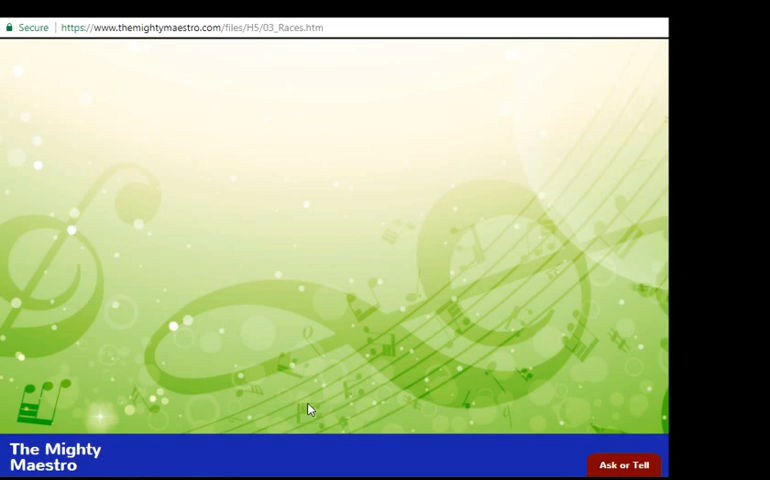 Secure https://www.themightymaestro.com/files/H5/03_Races.htm
The Mighty
Maestro
Ask or Tell